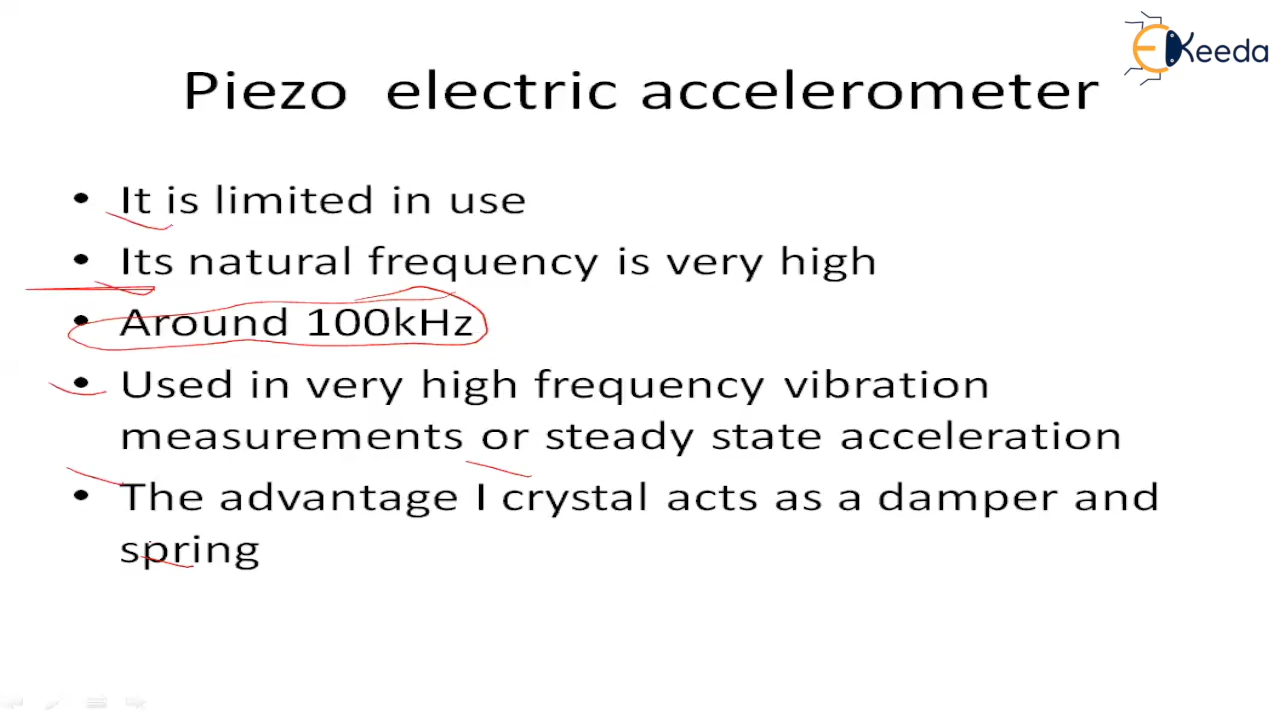 EKeeda
Piezo electric accelerometer
• It is limited in use
• Its natural frequency is very high
• Around 100kHz
• Used in very high frequency vibration
measurements or steady state acceleration
• The advantage I crystal acts as a damper and
spring